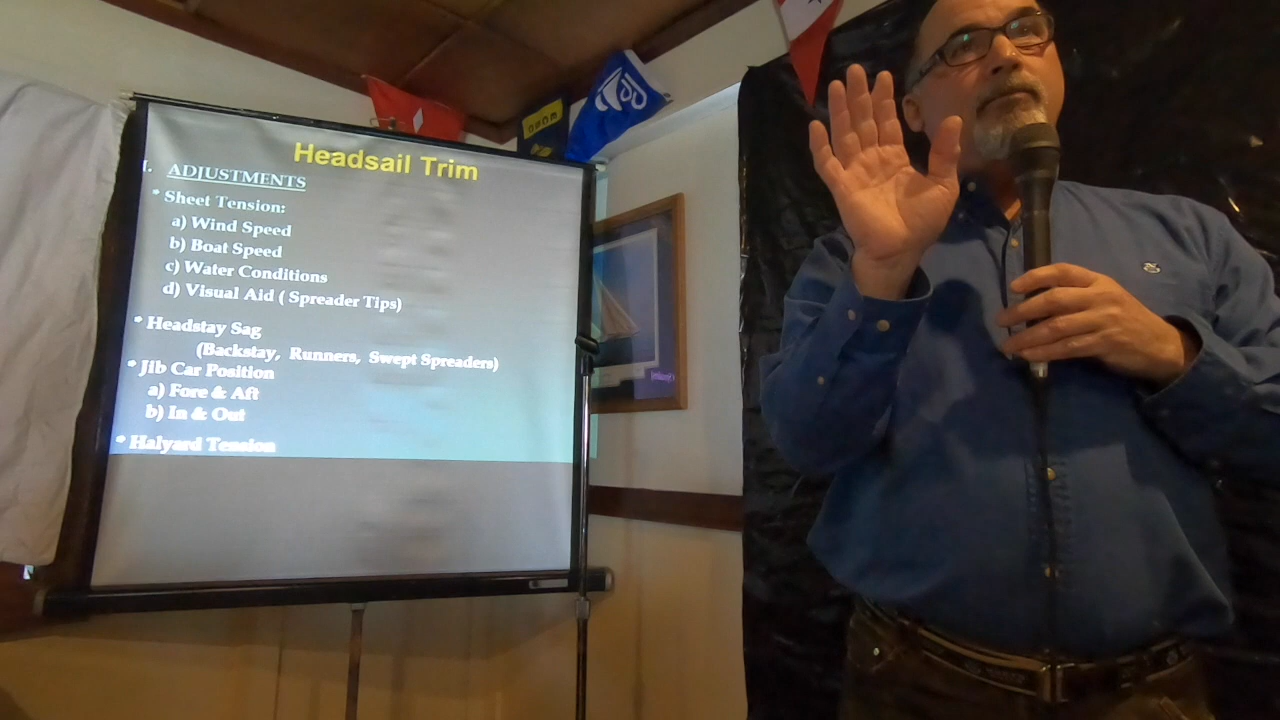 Headsail Trim
I. ADJUSTMENTS
* Sheet Tension:
a) Wind Speed
b) Boat Speed
c) Water Conditions
d) Visual Aid ( Spreader Tips)
* Headstay Sag
(Backstay, Runners, Swept Spreaders)
* Jib Car Position
a) Fore & Aft
b) In & Out
* Halyard Tension